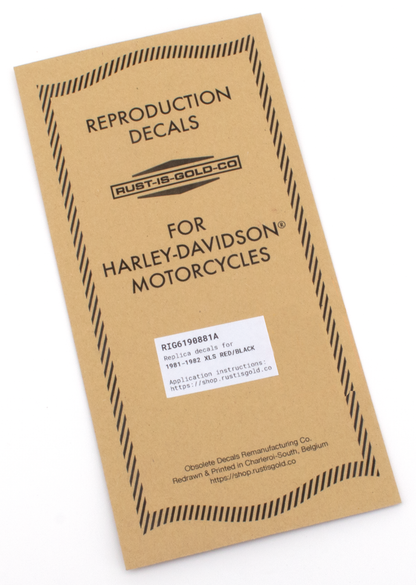 REPRODUCTION
DECALS
RUST-IS-GOLD-CO
FOR
HARLEY-DAVIDSON®
MOTORCYCLES
RIG6190881A
Replica decals for
1981-1982 XLS RED/BLACK
Application instructions:
https://shop.rustisgold.co
Obsolete Decals Remanufacturing Co.
Redrawn & Printed in Charleroi-South, Belgium
https://shop.rustisgold.co